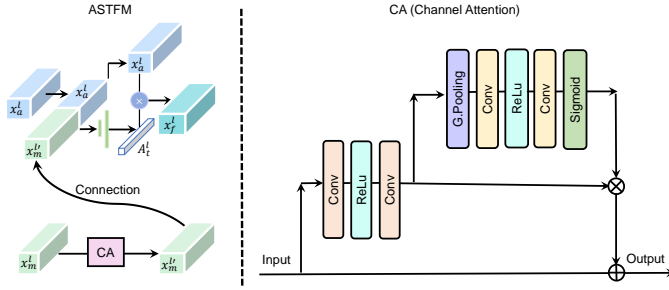 ASTFM
x_a^l
x_a^l
x_a^l
x_m^{l'}
×
A_t^l
x_f^l
Connection
x_m^l
CA
x_m^{l'}
CA (Channel Attention)
G.Pooling
Conv
ReLu
Conv
Sigmoid
Conv
ReLu
Conv
Input
Output